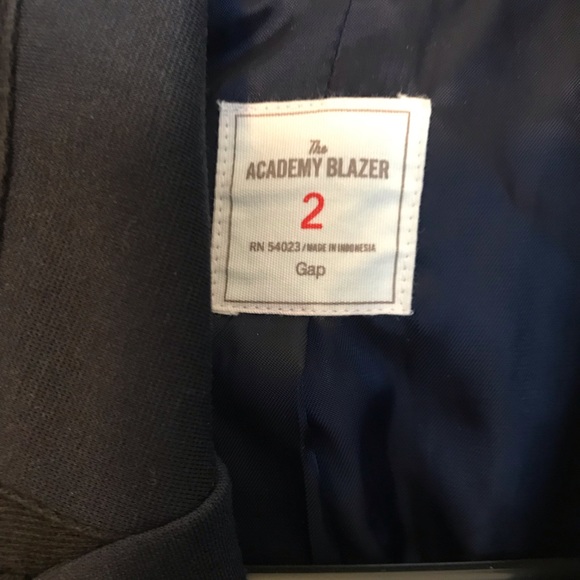 The
ACADEMY BLAZER
2
RN 54023/MADE IN INDONESIA
Gap